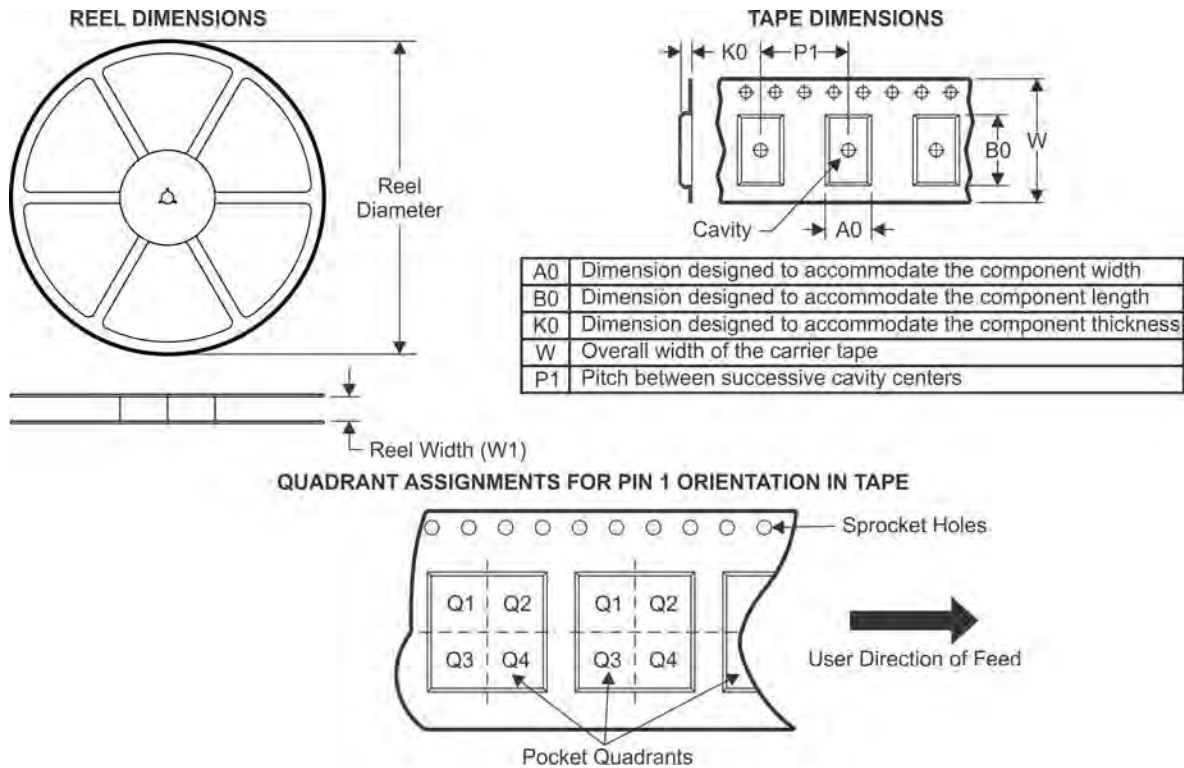 REEL DIMENSIONS
Reel
Diameter
Reel Width (W1)
TAPE DIMENSIONS
K0
P1
W
B0
Cavity
A0
A0 Dimension designed to accommodate the component width
B0 Dimension designed to accommodate the component length
K0 Dimension designed to accommodate the component thickness
W Overall width of the carrier tape
P1 Pitch between successive cavity centers
QUADRANT ASSIGNMENTS FOR PIN 1 ORIENTATION IN TAPE
Sprocket Holes
Q1 Q2 Q1 Q2
Q3 Q4 Q3 Q4
User Direction of Feed
Pocket Quadrants